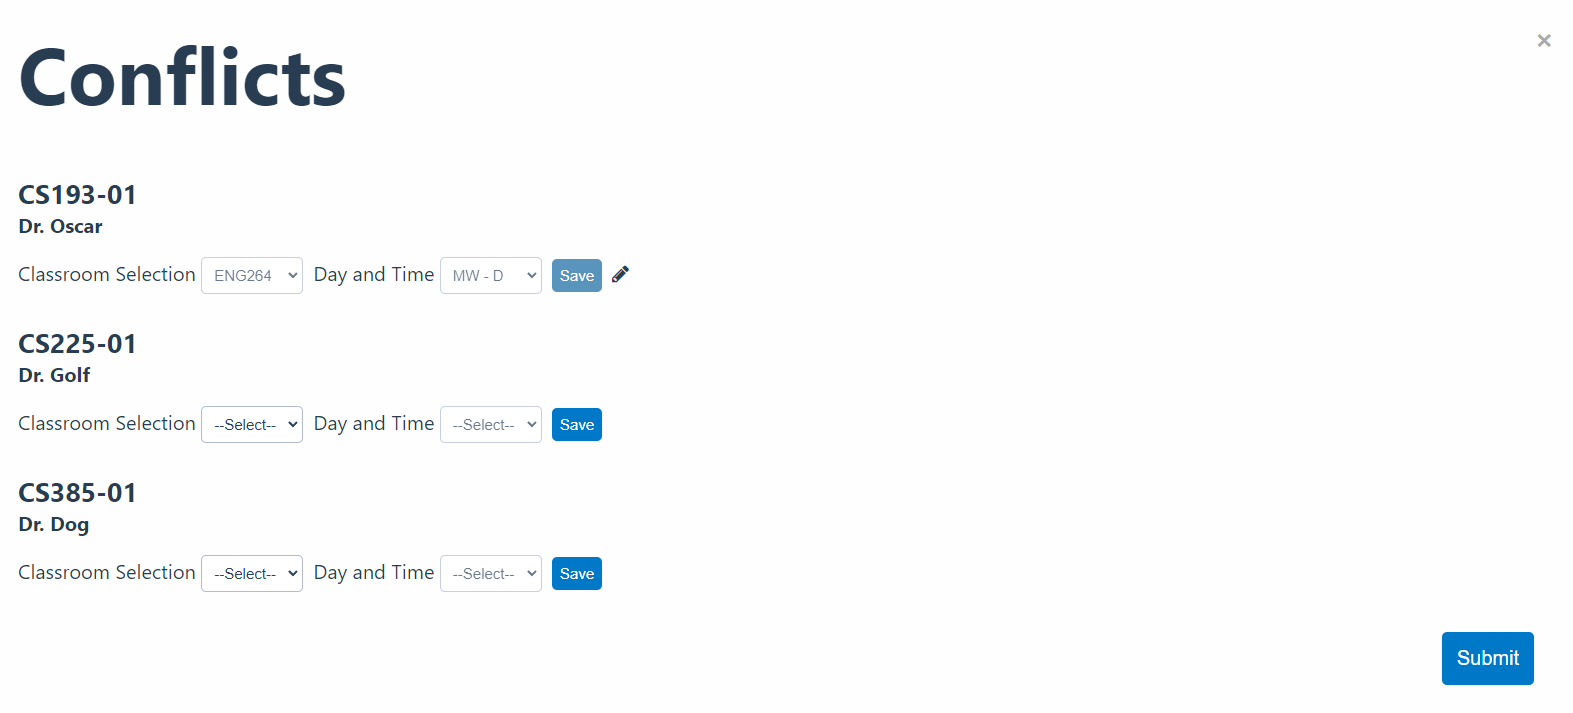 Conflicts
×
CS193-01
Dr. Oscar
Classroom Selection ENG264 Day and Time MW - D Save
CS225-01
Dr. Golf
Classroom Selection --Select-- Day and Time --Select-- Save
CS385-01
Dr. Dog
Classroom Selection --Select-- Day and Time --Select-- Save
Submit